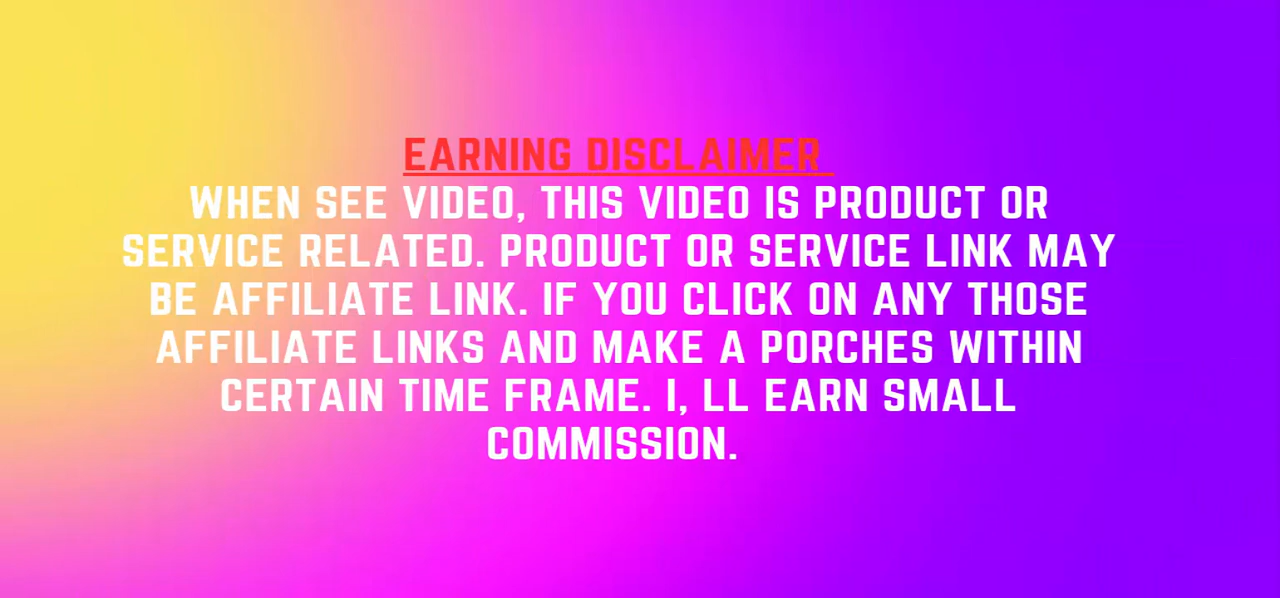 EARNING DISCLAIMER
WHEN SEE VIDEO, THIS VIDEO IS PRODUCT OR
SERVICE RELATED. PRODUCT OR SERVICE LINK MAY
BE AFFILIATE LINK. IF YOU CLICK ON ANY THOSE
AFFILIATE LINKS AND MAKE A PORCHES WITHIN
CERTAIN TIME FRAME. I, LL EARN SMALL
COMMISSION.